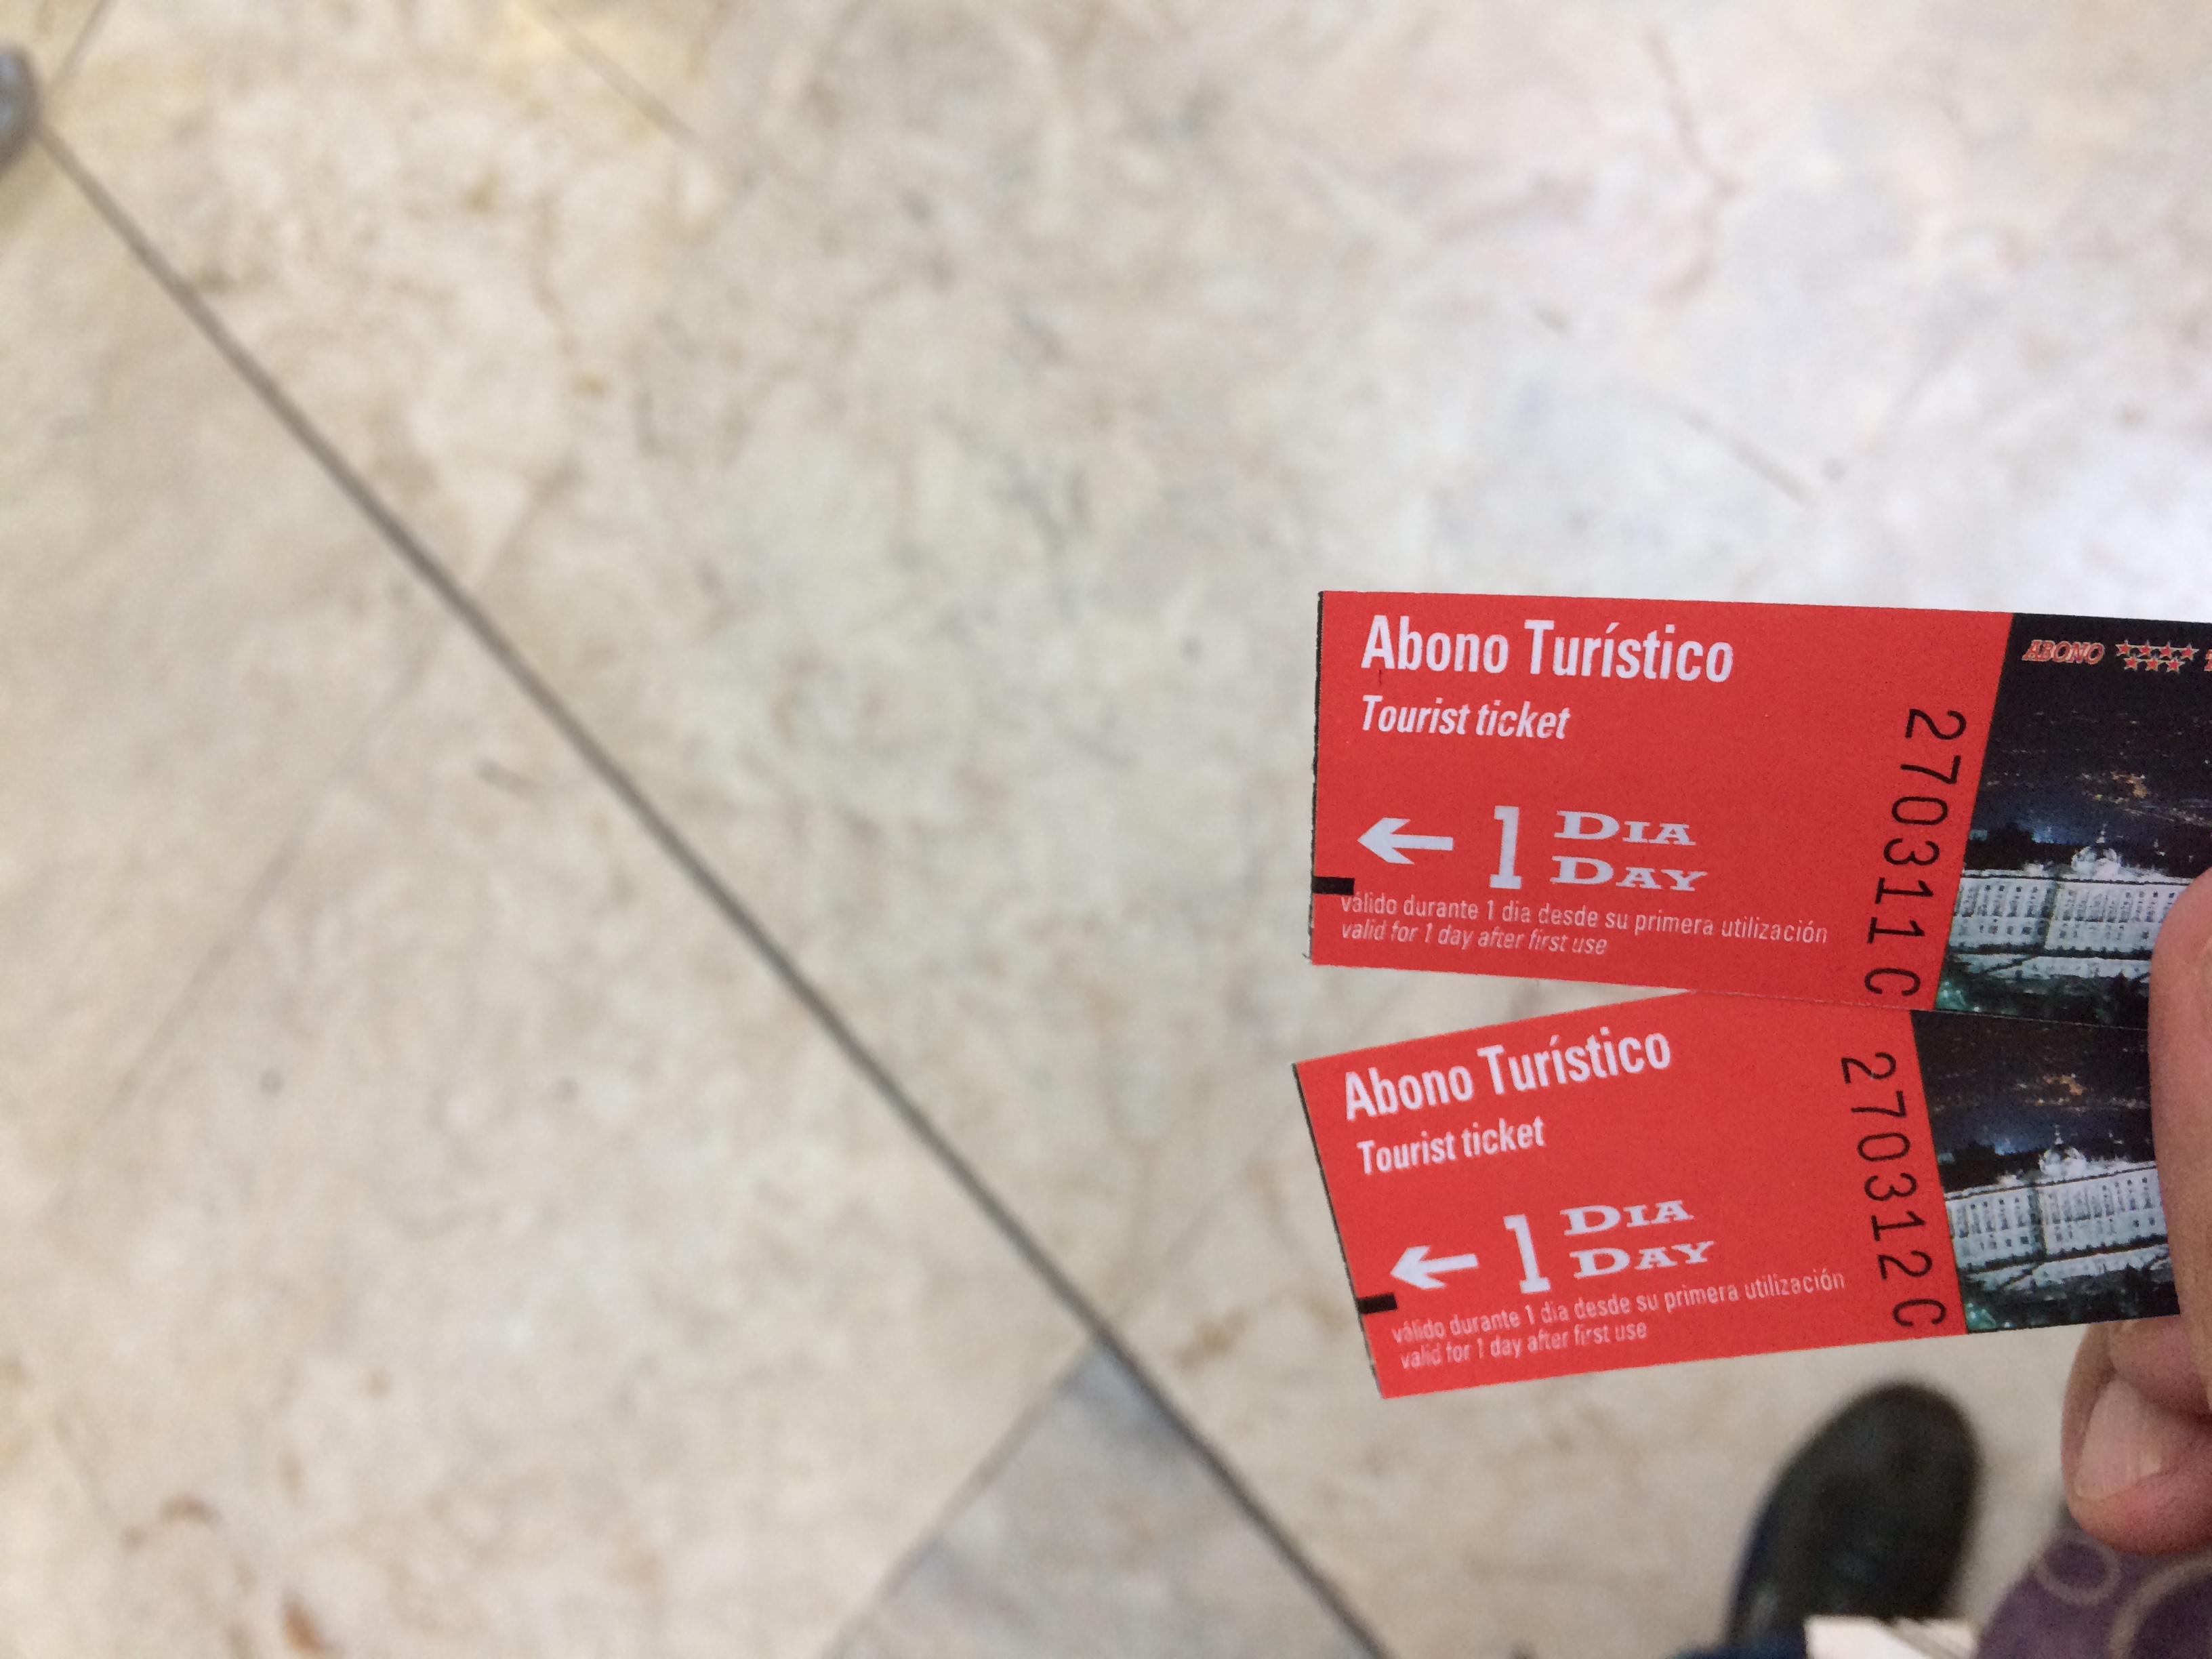 Abono Turístico
Tourist ticket
1 DIA
DAY
válido durante 1 dia desde su primera utilización
valid for 1 day after first use
270311 C
ABONO
Abono Turístico
Tourist ticket
1 DIA
DAY
válido durante 1 dia desde su primera utilización
valid for 1 day after first use
270312 C